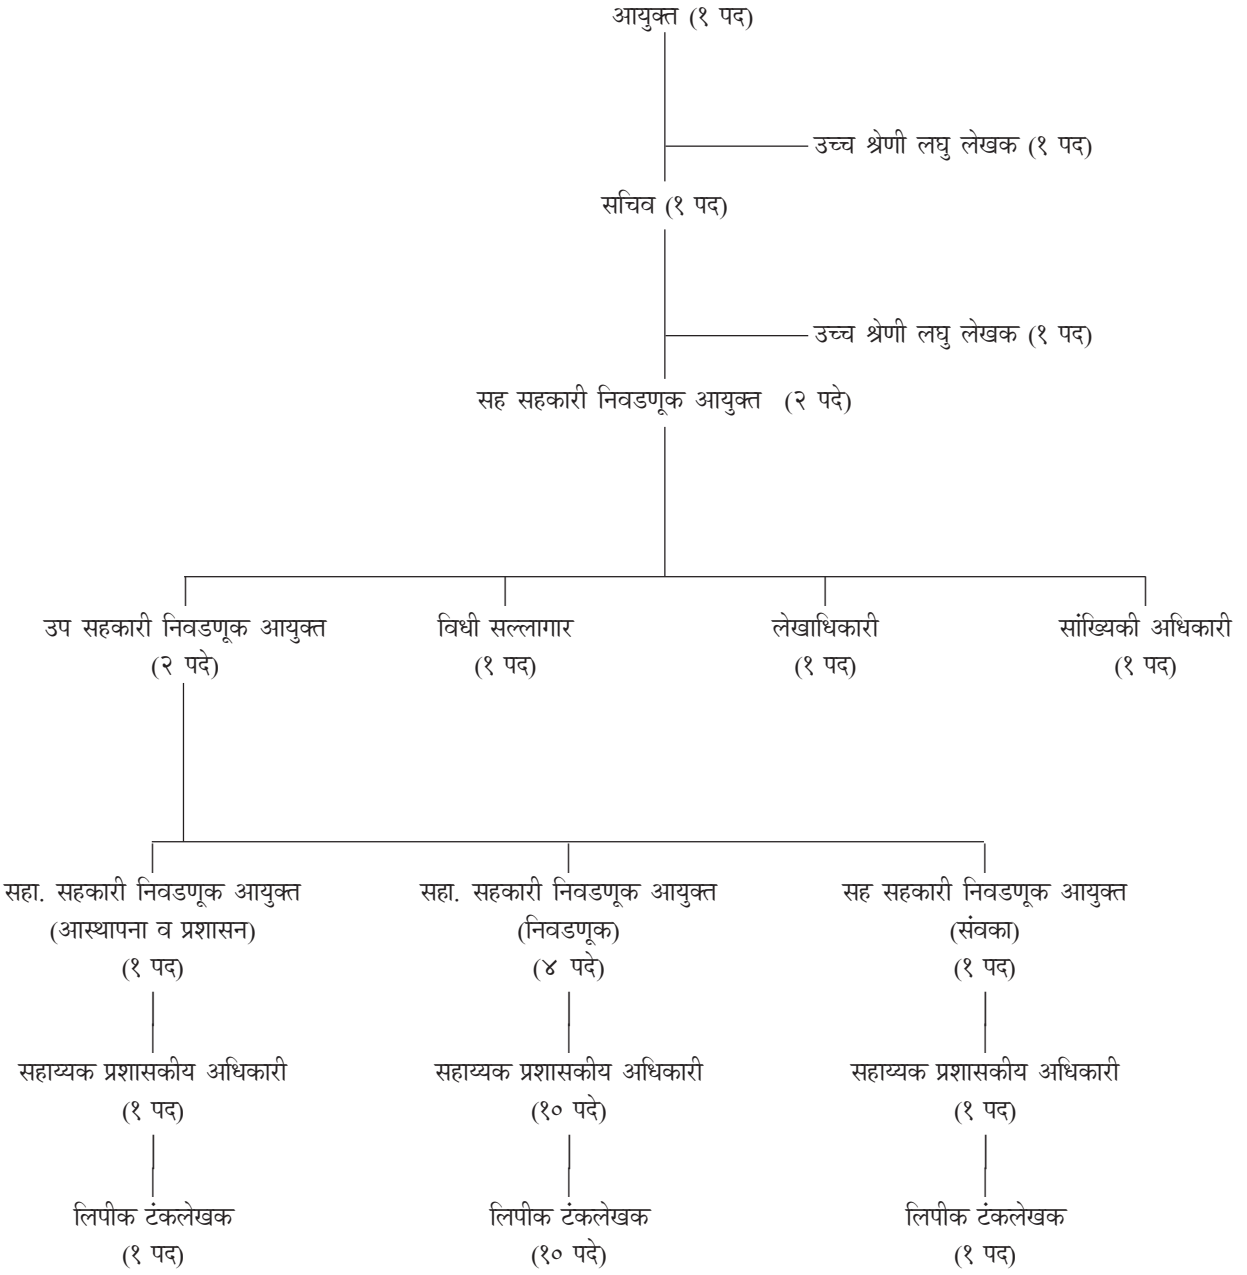 आयुक्त (१ पद)
उच्च श्रेणी लघु लेखक (१ पद)
सचिव (१ पद)
उच्च श्रेणी लघु लेखक (१ पद)
सह सहकारी निवडणूक आयुक्त (२ पदे)
उप सहकारी निवडणूक आयुक्त
(२ पदे)
विधी सल्लागार
(१ पद)
लेखाधिकारी
(१ पद)
सांख्यिकी अधिकारी
(१ पद)
सहा. सहकारी निवडणूक आयुक्त
(आस्थापना व प्रशासन)
(१ पद)
सहा. सहकारी निवडणूक आयुक्त
(निवडणूक)
(४ पदे)
सह सहकारी निवडणूक आयुक्त
(संवका)
(१ पद)
सहाय्यक प्रशासकीय अधिकारी
(१ पद)
सहाय्यक प्रशासकीय अधिकारी
(१० पदे)
सहाय्यक प्रशासकीय अधिकारी
(१ पद)
लिपीक टंकलेखक
(१ पद)
लिपीक टंकलेखक
(१० पदे)
लिपीक टंकलेखक
(१ पद)